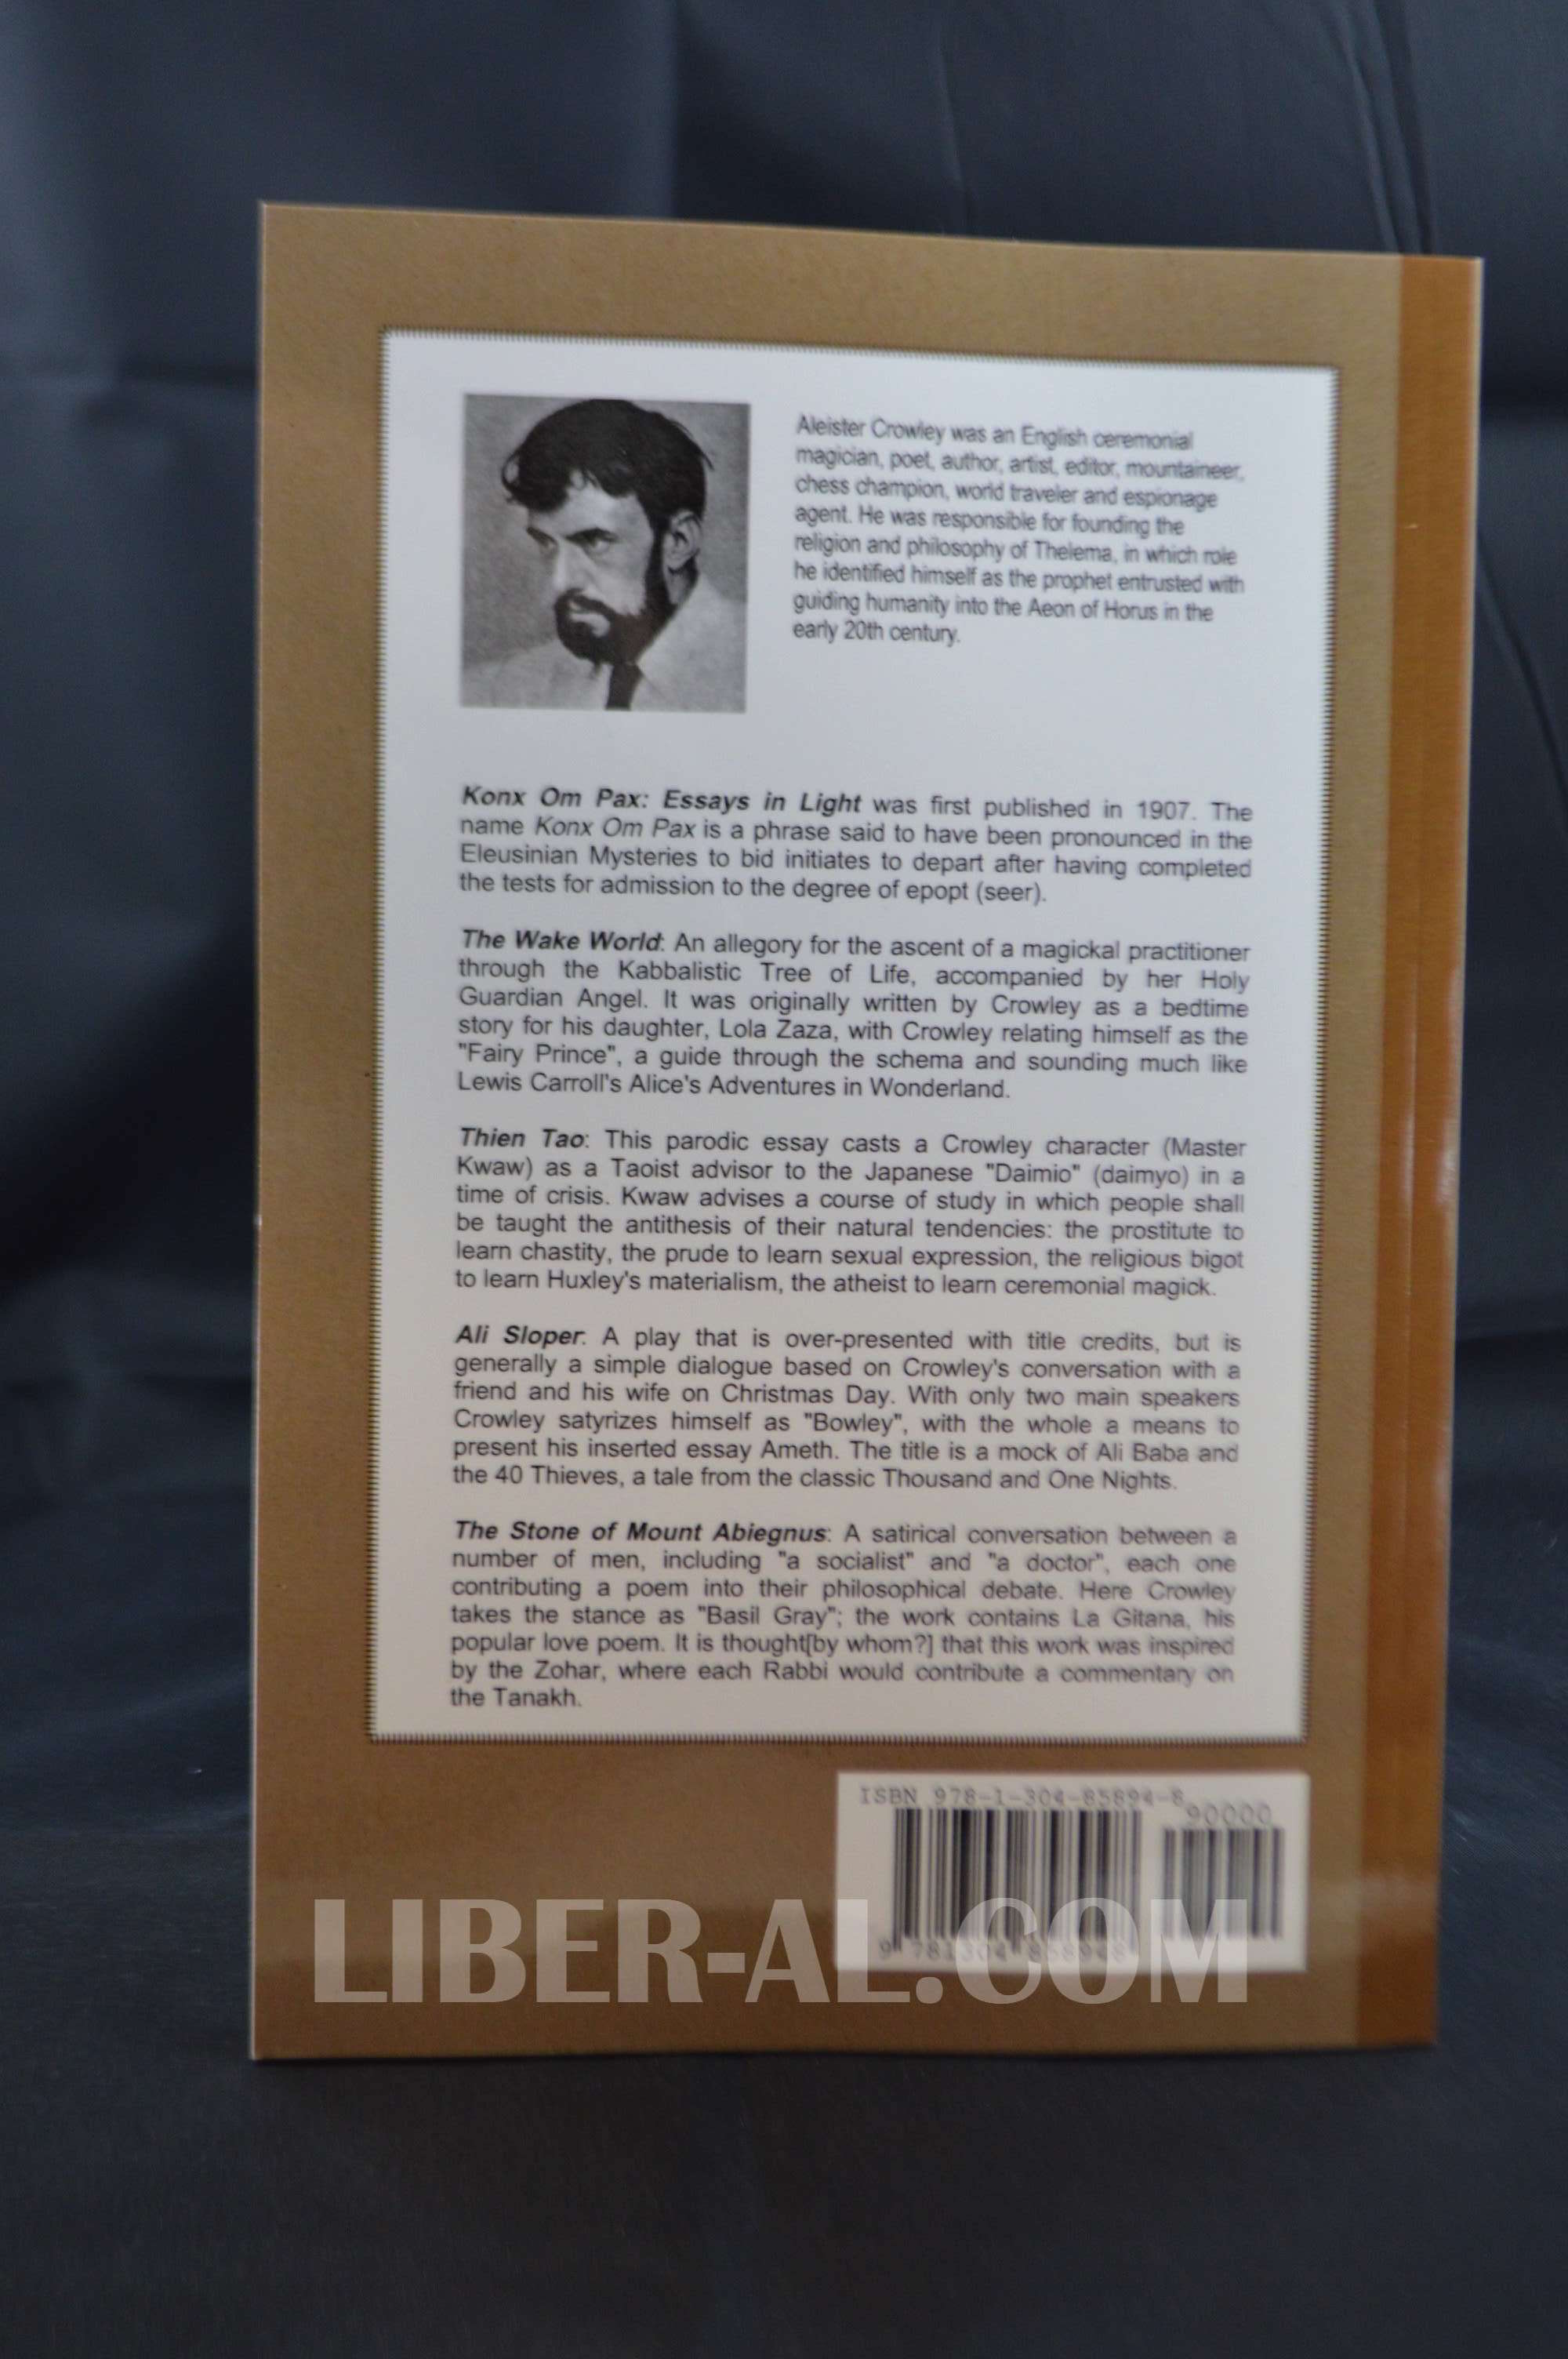 Aleister Crowley was an English ceremonial
magician, poet, author, artist, editor, mountaineer,
chess champion, world traveler and espionage
agent. He was responsible for founding the
religion and philosophy of Thelema, in which role
he identified himself as the prophet entrusted with
guiding humanity into the Aeon of Horus in the
early 20th century.
Konx Om Pax: Essays in Light was first published in 1907. The
name Konx Om Pax is a phrase said to have been pronounced in the
Eleusinian Mysteries to bid initiates to depart after having completed
the tests for admission to the degree of epopt (seer).
The Wake World: An allegory for the ascent of a magickal practitioner
through the Kabbalistic Tree of Life, accompanied by her Holy
Guardian Angel. It was originally written by Crowley as a bedtime
story for his daughter, Lola Zaza, with Crowley relating himself as the
"Fairy Prince", a guide through the schema and sounding much like
Lewis Carroll's Alice's Adventures in Wonderland.
Thien Tao: This parodic essay casts a Crowley character (Master
Kwaw) as a Taoist advisor to the Japanese "Daimio" (daimyo) in a
time of crisis. Kwaw advises a course of study in which people shall
be taught the antithesis of their natural tendencies: the prostitute to
learn chastity, the prude to learn sexual expression, the religious bigot
to learn Huxley's materialism, the atheist to learn ceremonial magick.
Ali Sloper: A play that is over-presented with title credits, but is
generally a simple dialogue based on Crowley's conversation with a
friend and his wife on Christmas Day. With only two main speakers
Crowley satyrizes himself as "Bowley", with the whole a means to
present his inserted essay Ameth. The title is a mock of Ali Baba and
the 40 Thieves, a tale from the classic Thousand and One Nights.
The Stone of Mount Abiegnus: A satirical conversation between a
number of men, including "a socialist" and "a doctor", each one
contributing a poem into their philosophical debate. Here Crowley
takes the stance as "Basil Gray"; the work contains La Gitana, his
popular love poem. It is thought[by whom?] that this work was inspired
by the Zohar, where each Rabbi would contribute a commentary on
the Tanakh.
ISBN 978-1-304-85894-8
90000
9 781304 858948
LIBER-AL.COM